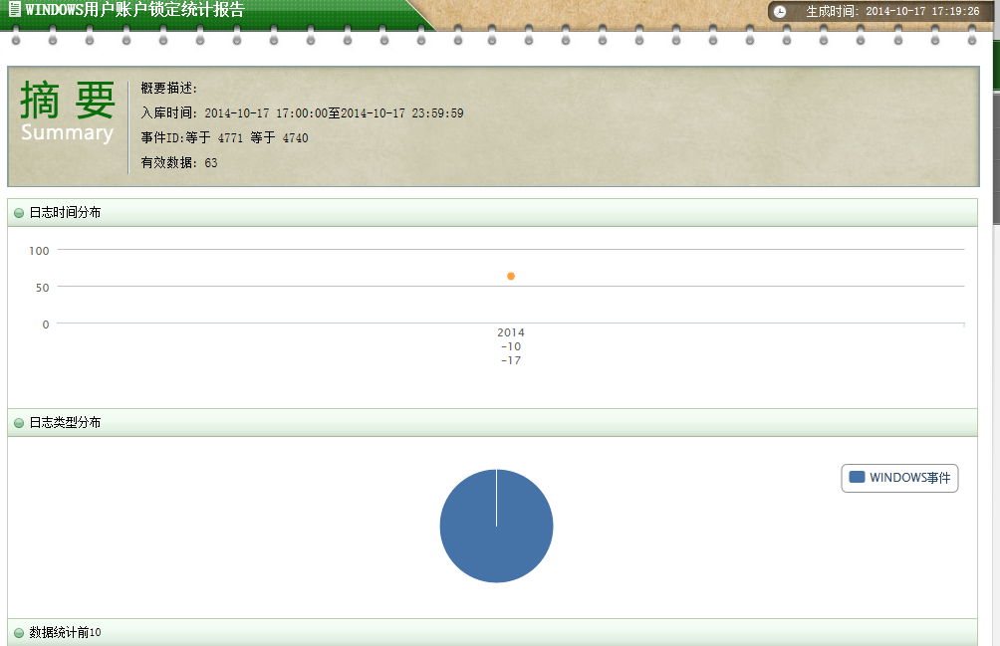 WINDOWS用户账户锁定统计报告
生成时间: 2014-10-17 17:19:26
摘 要
Summary
概要描述:
入库时间: 2014-10-17 17:00:00至2014-10-17 23:59:59
事件ID:等于 4771 等于 4740
有效数据: 63
日志时间分布
100
50
0
2014
-10
-17
日志类型分布
WINDOWS事件
数据统计前10